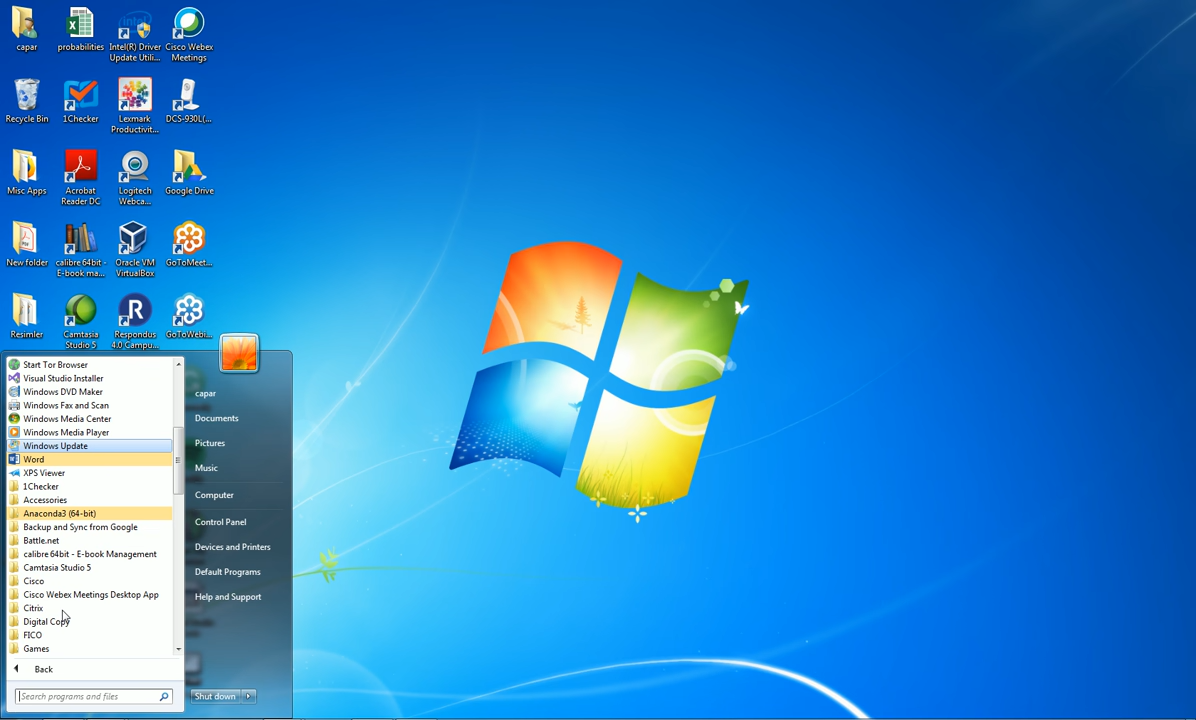 capar
probabilities
Intel(R) Driver
Update Utili...
Cisco Webex
Meetings
Recycle Bin
1Checker
Lexmark
Productivit...
DCS-930L(...
Misc Apps
Acrobat
Reader DC
Logitech
Webca...
Google Drive
New folder
calibre 64bit
- E-book ma...
Oracle VM
VirtualBox
GoToMeet...
Resimler
Camtasia
Studio 5
Respondus
4.0 Campu...
GoToWebi...
Start Tor Browser
Visual Studio Installer
Windows DVD Maker
Windows Fax and Scan
Windows Media Center
Windows Media Player
Windows Update
Word
XPS Viewer
1Checker
Accessories
Anaconda3 (64-bit)
Backup and Sync from Google
Battle.net
calibre 64bit - E-book Management
Camtasia Studio 5
Cisco
Cisco Webex Meetings Desktop App
Citrix
Digital Copy
FICO
Games
Back
Search programs and files
capar
Documents
Pictures
Music
Computer
Control Panel
Devices and Printers
Default Programs
Help and Support
Shut down